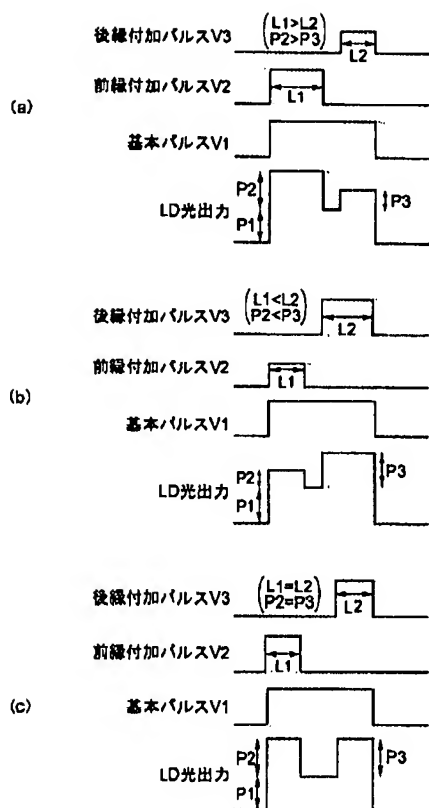 (a)
後縁付加パルスV3
(L1>L2
P2>P3)
L2
前縁付加パルスV2
L1
基本パルスV1
LD光出力
P2
P1
P3
(b)
後縁付加パルスV3
(L1<L2
P2<P3)
L2
前縁付加パルスV2
L1
基本パルスV1
LD光出力
P2
P1
P3
(c)
後縁付加パルスV3
(L1=L2
P2=P3)
L2
前縁付加パルスV2
L1
基本パルスV1
LD光出力
P2
P1
P3